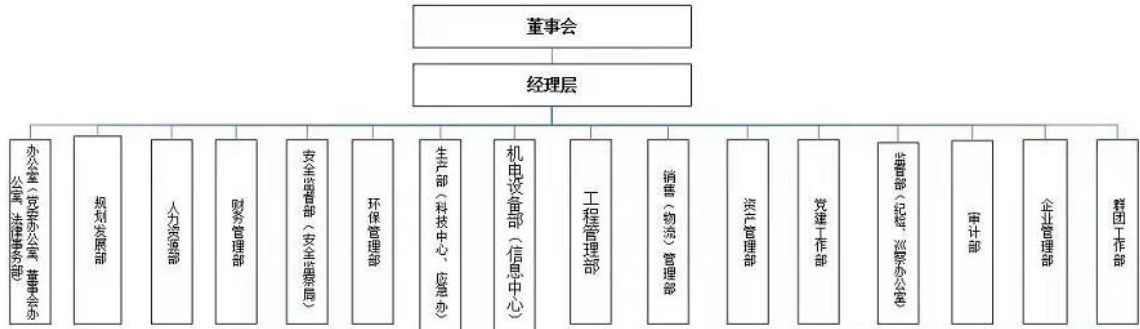 董事会
经理层
办公室（党委办公室、董事会办
公室、法律事务部）
规划发展部
人力资源部
财务管理部
安全监督部（安全监察局）
环保管理部
生产部（科技中心、应急办）
机电设备部（信息中心）
工程管理部
销售（物流）管理部
资产管理部
党建工作部
监督部（纪检、巡察办公室）
审计部
企业管理部
群团工作部